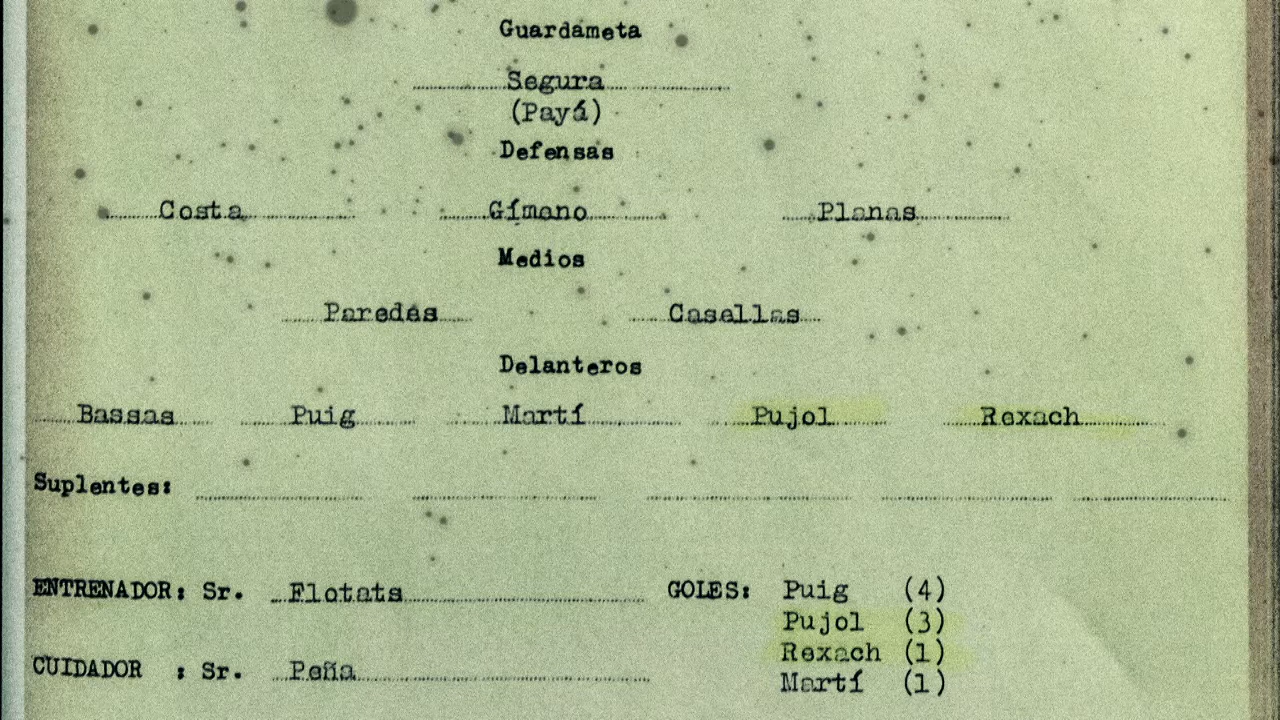 Guardameta
Segura
(Payá)
Defensas
Costa Gímeno Planas
Medios
Paredés Casellas
Delanteros
Bassas Puig Martí Pujol Rexach
Suplentes:
ENTRENADOR: Sr. Flotats GOLES: Puig (4)
Pujol (3)
Rexach (1)
CUIDADOR : Sr. Peña
Martí (1)